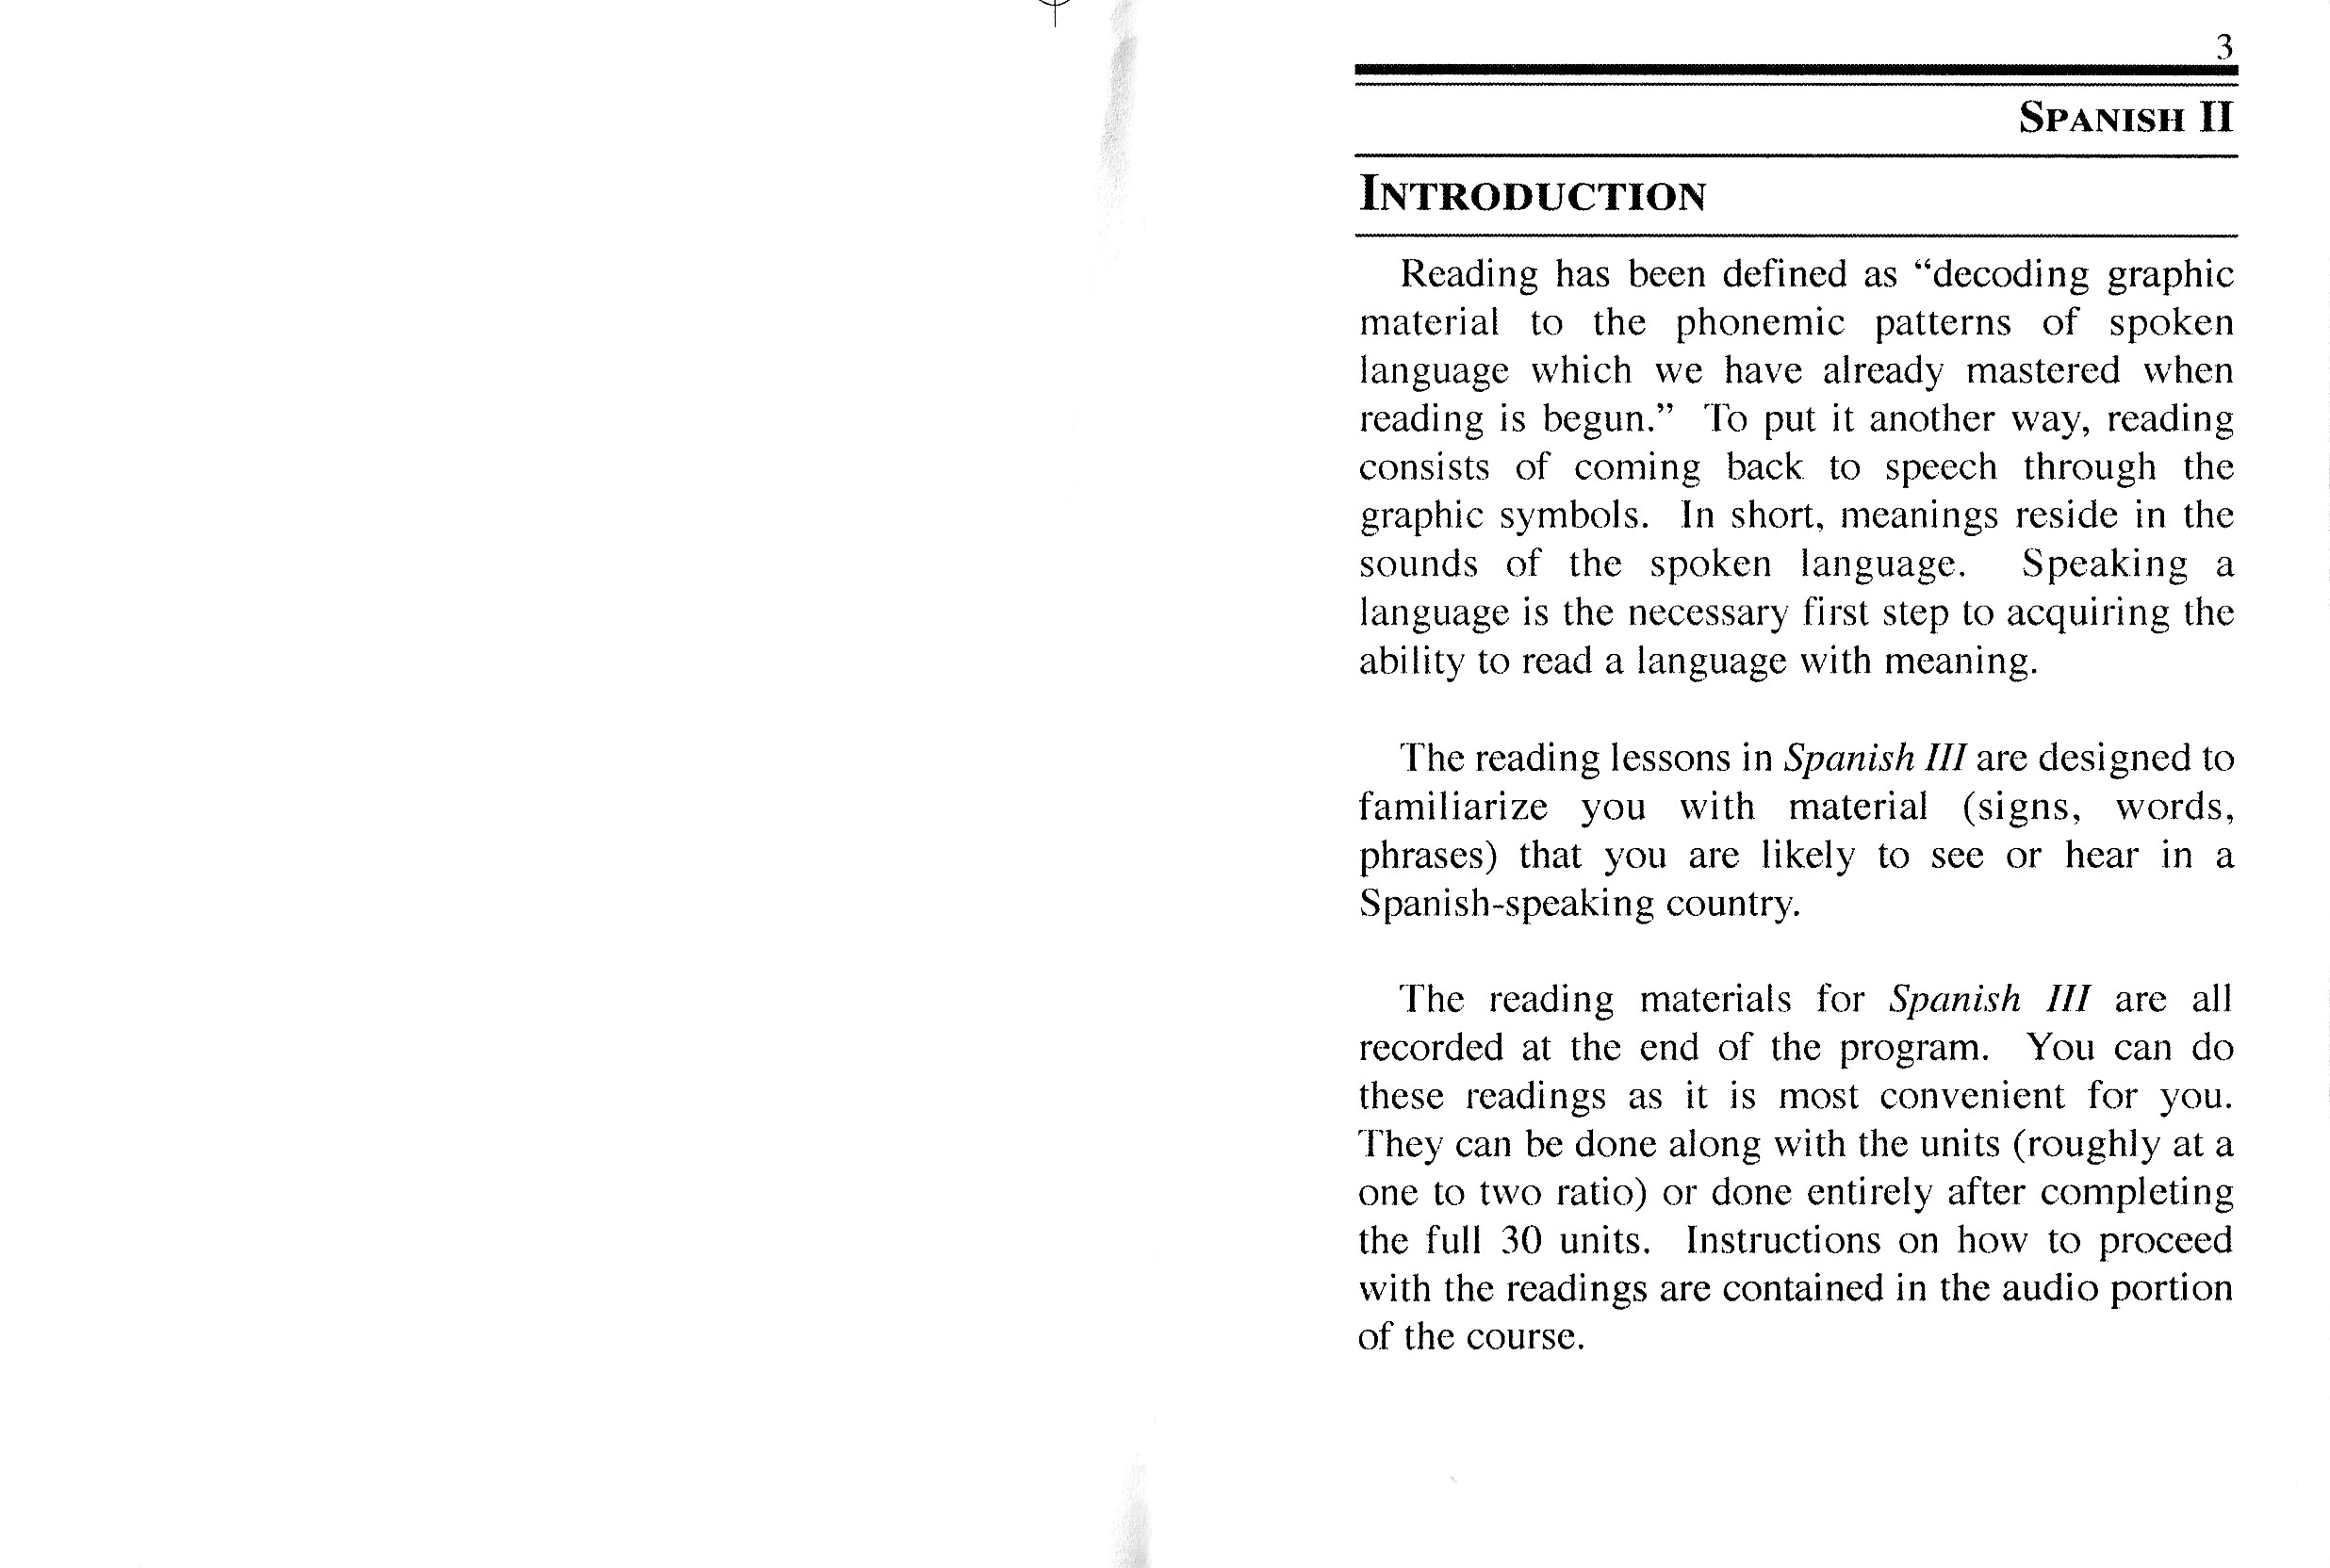 3
SPANISH II
INTRODUCTION
Reading has been defined as “decoding graphic
material to the phonemic patterns of spoken
language which we have already mastered when
reading is begun.” To put it another way, reading
consists of coming back to speech through the
graphic symbols. In short, meanings reside in the
sounds of the spoken language. Speaking a
language is the necessary first step to acquiring the
ability to read a language with meaning.
The reading lessons in Spanish III are designed to
familiarize you with material (signs, words,
phrases) that you are likely to see or hear in a
Spanish-speaking country.
The reading materials for Spanish III are all
recorded at the end of the program. You can do
these readings as it is most convenient for you.
They can be done along with the units (roughly at a
one to two ratio) or done entirely after completing
the full 30 units. Instructions on how to proceed
with the readings are contained in the audio portion
of the course.